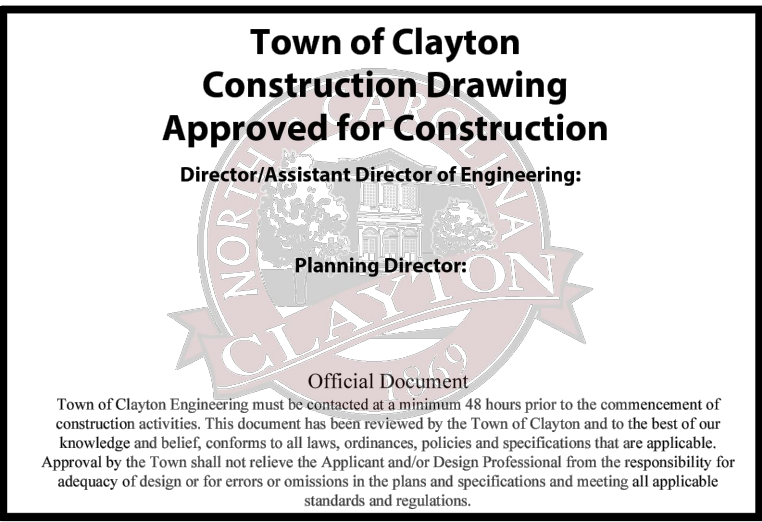 Town of Clayton
Construction Drawing
Approved for Construction
Director/Assistant Director of Engineering:
Planning Director:
NORTH CAROLINA
CLAYTON
1869
Official Document
Town of Clayton Engineering must be contacted at a minimum 48 hours prior to the commencement of
construction activities. This document has been reviewed by the Town of Clayton and to the best of our
knowledge and belief, conforms to all laws, ordinances, policies and specifications that are applicable.
Approval by the Town shall not relieve the Applicant and/or Design Professional from the responsibility for
adequacy of design or for errors or omissions in the plans and specifications and meeting all applicable
standards and regulations.